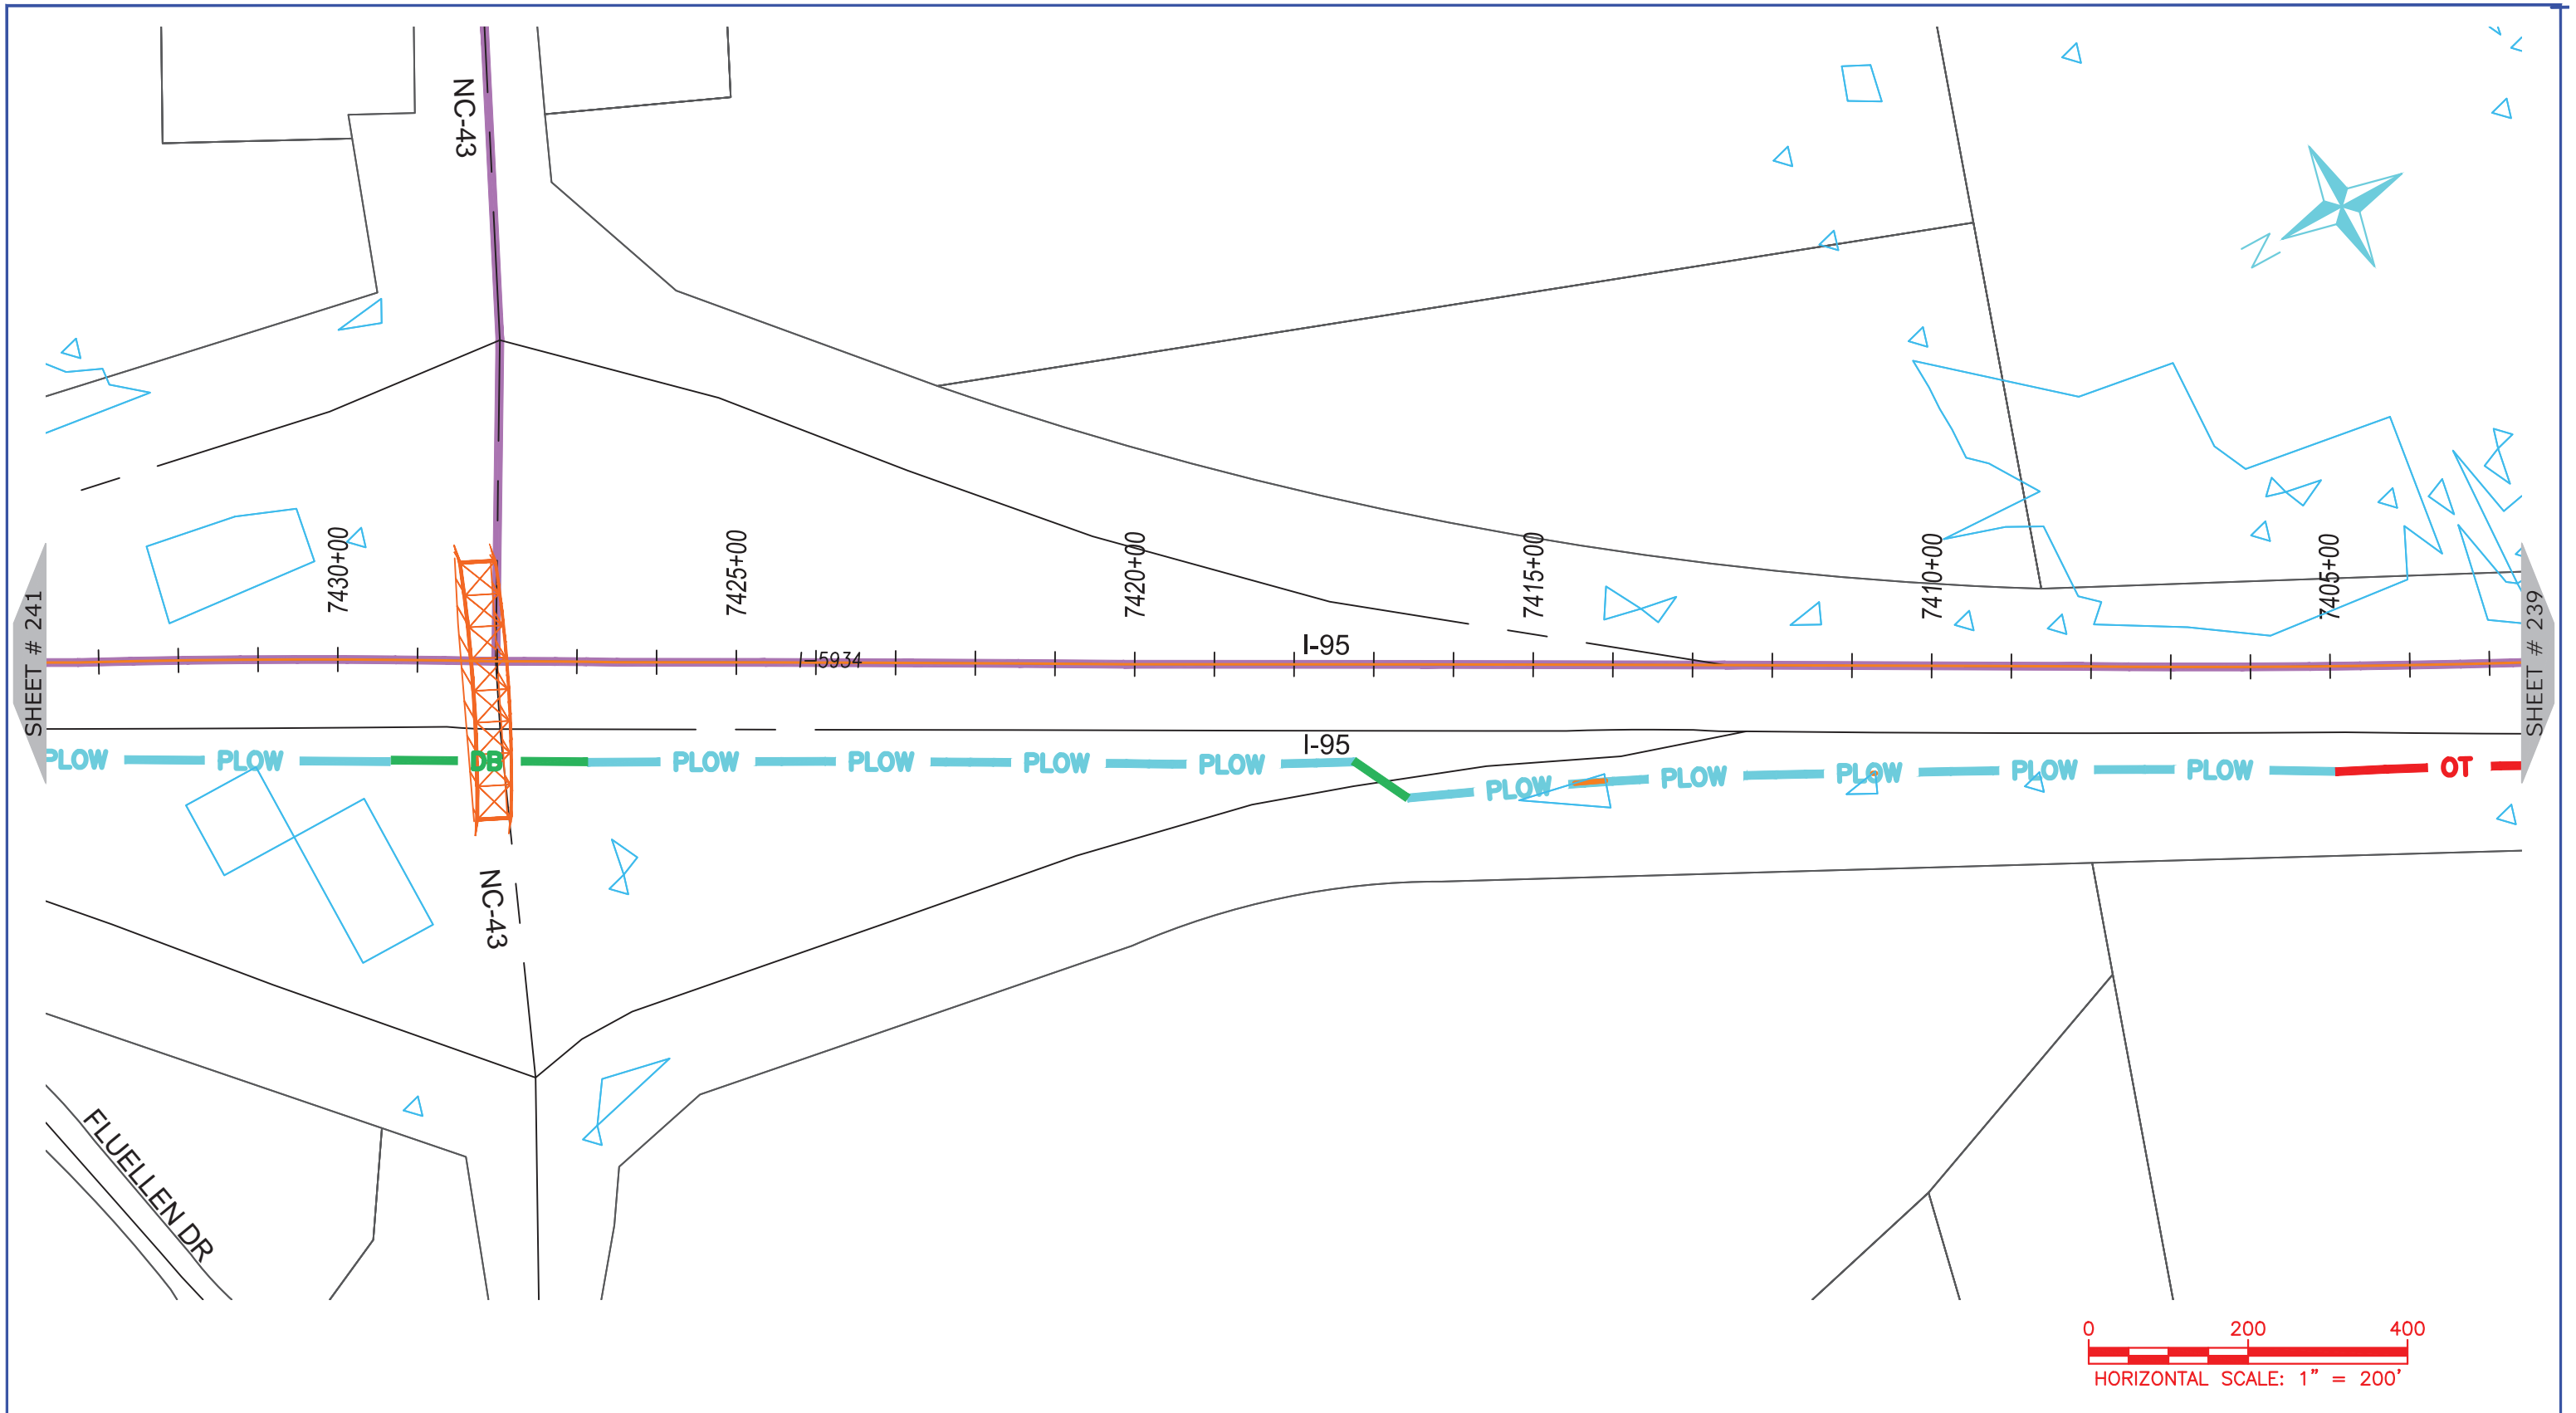 NC-43
N
7430+00
7425+00
7420+00
7415+00
7410+00
7405+00
SHEET # 241
SHEET # 239
I-95
I-5934
I-95
PLOW PLOW DB PLOW PLOW PLOW PLOW PLOW PLOW PLOW PLOW PLOW OT
NC-43
FLUELLEN DR
0 200 400
HORIZONTAL SCALE: 1" = 200'